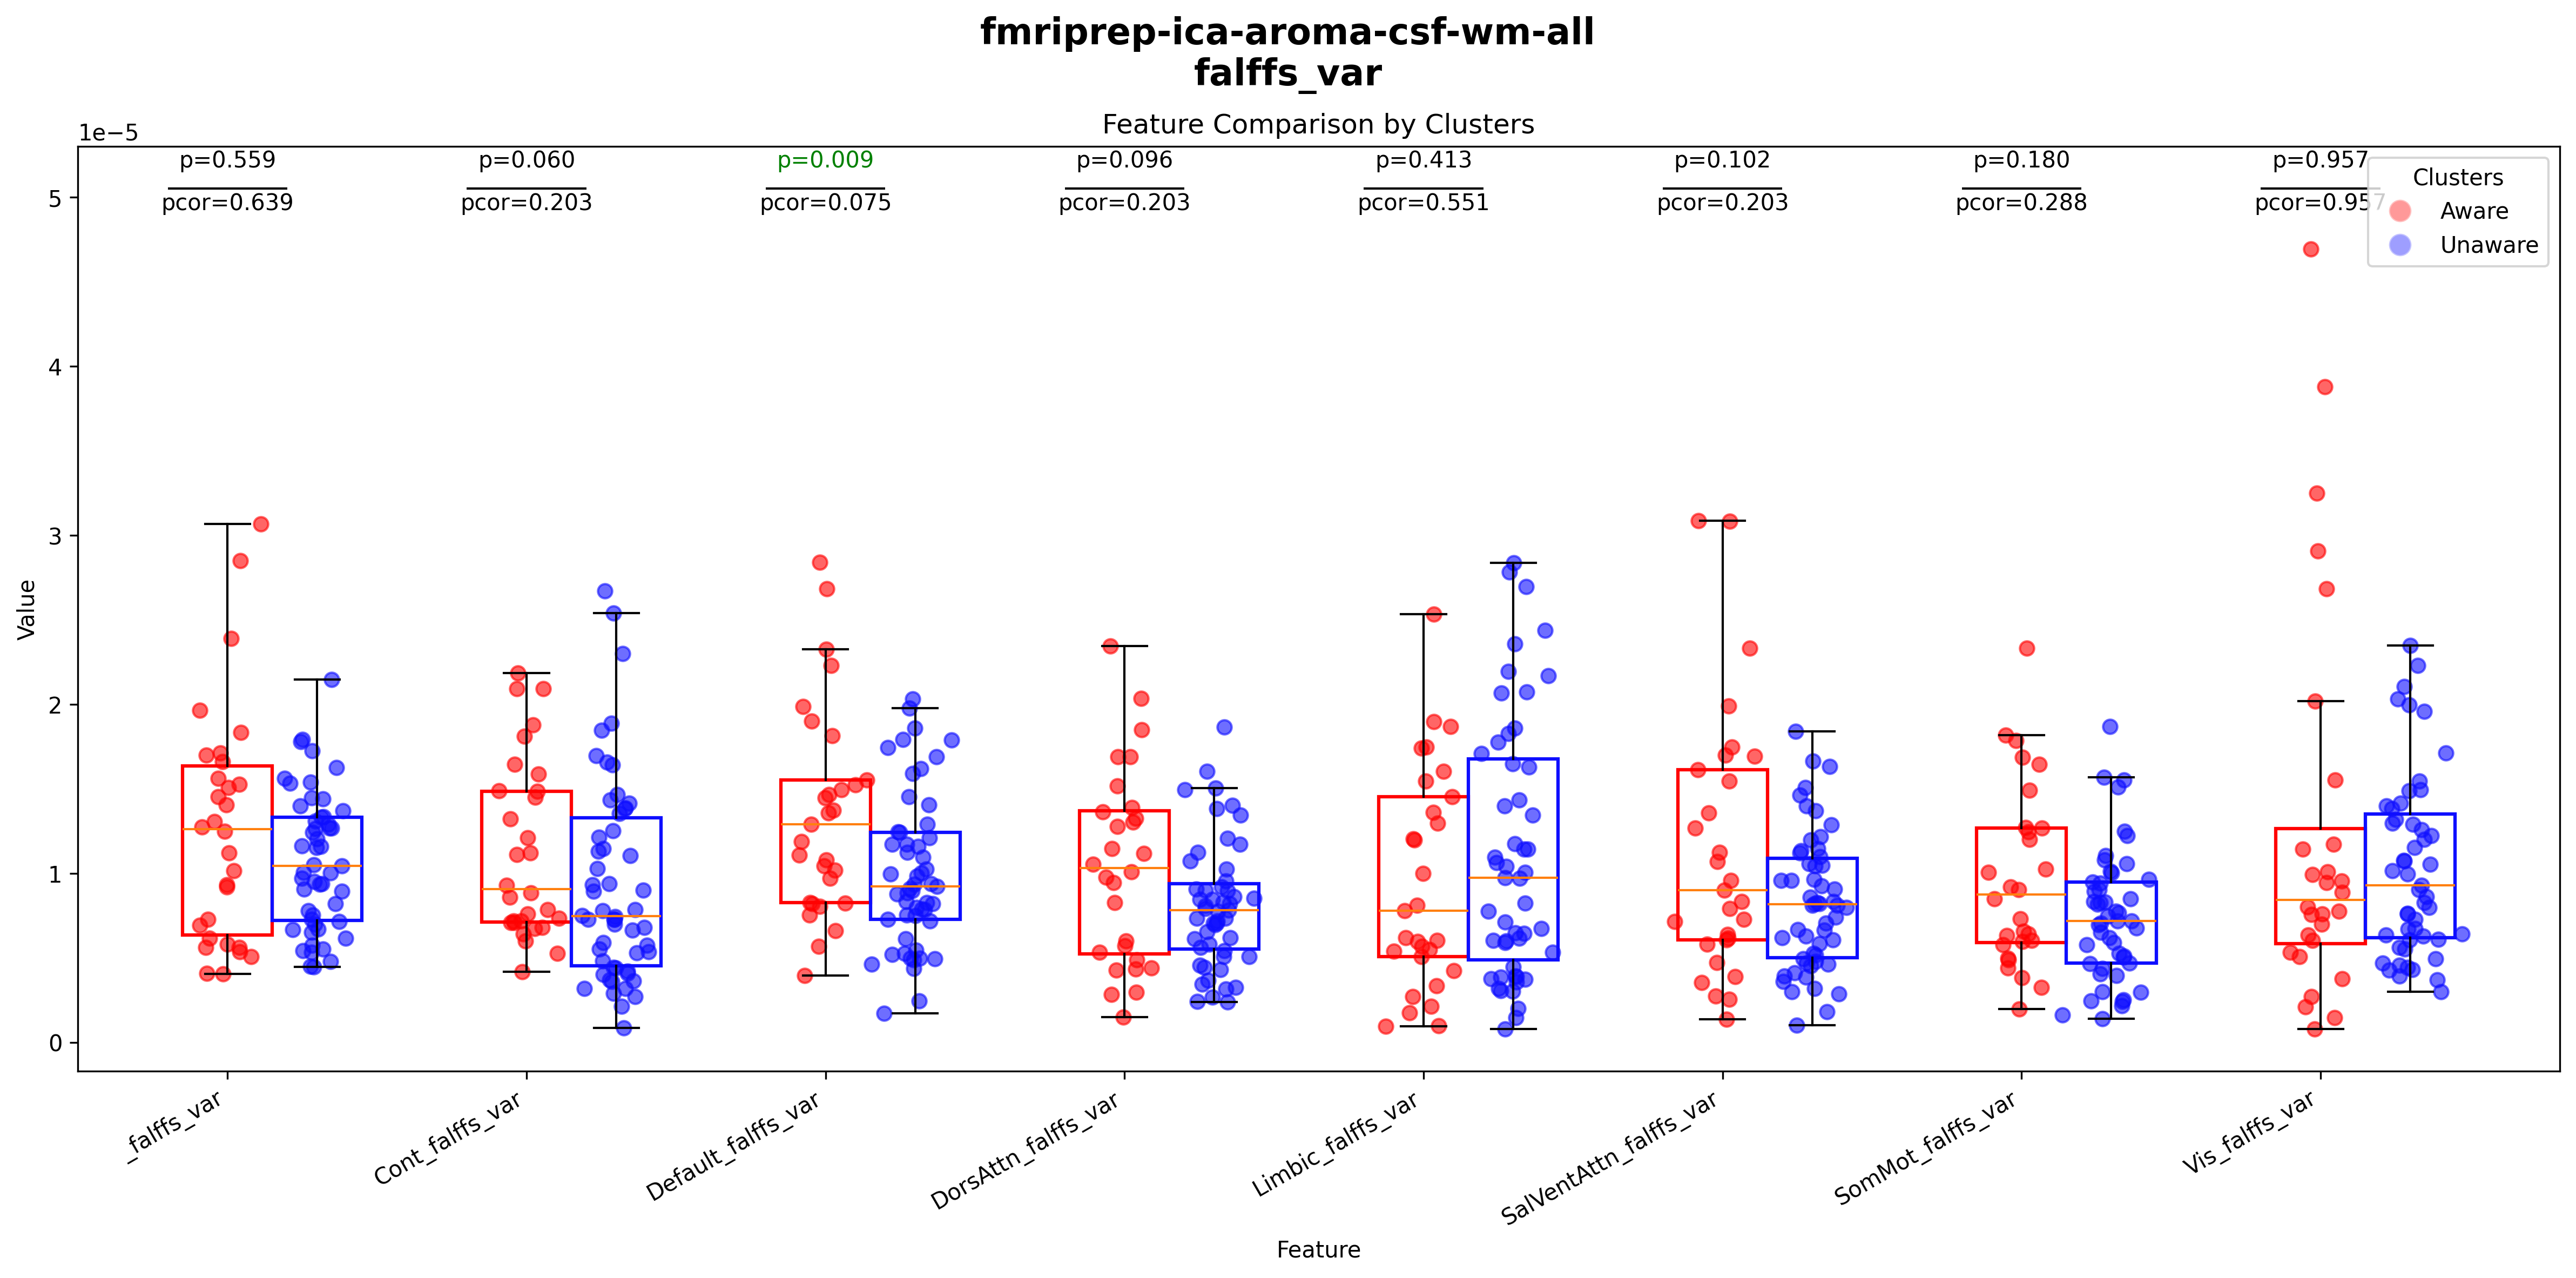 fmriprep-ica-aroma-csf-wm-all
falffs_var
Feature Comparison by Clusters
1e−5
p=0.559 p=0.060 p=0.009 p=0.096 p=0.413 p=0.102 p=0.180 p=0.957
pcor=0.639 pcor=0.203 pcor=0.075 pcor=0.203 pcor=0.551 pcor=0.203 pcor=0.288 pcor=0.957
Clusters
Aware
Unaware
5
4
3
2
1
0
Value
_falffs_var
Cont_falffs_var
Default_falffs_var
DorsAttn_falffs_var
Limbic_falffs_var
SalVentAttn_falffs_var
SomMot_falffs_var
Vis_falffs_var
Feature